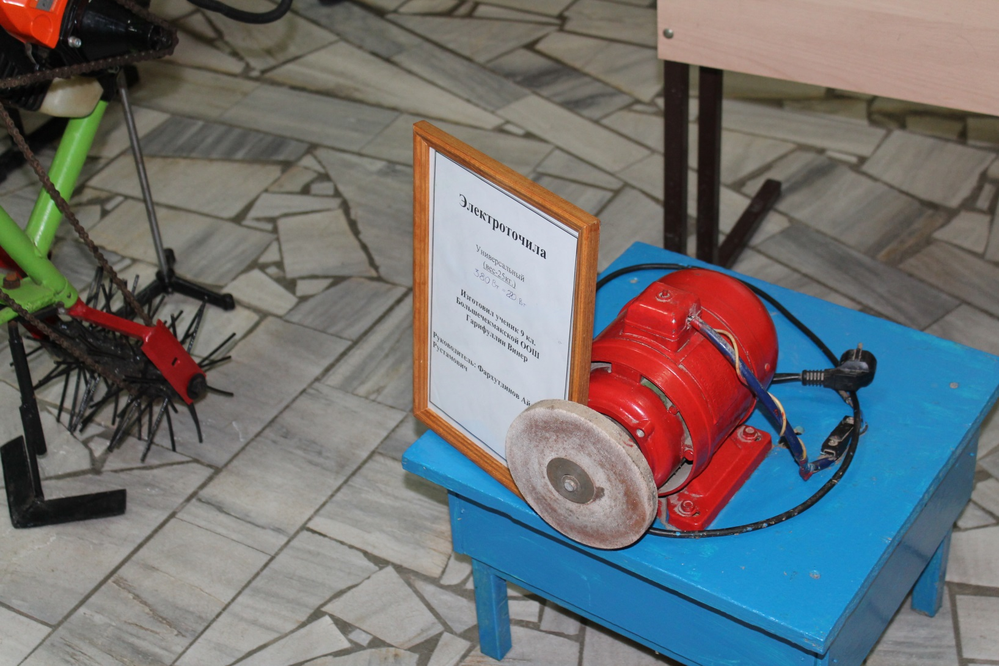 Электроточила
Универсальный
(вес-25кг.)
380 Вт = 220 Вт
Изготовил ученик 9 кл.
Большечекмакской ООШ
Гарифуллин Винер
Руководитель: Фархутдинов
Рустамович